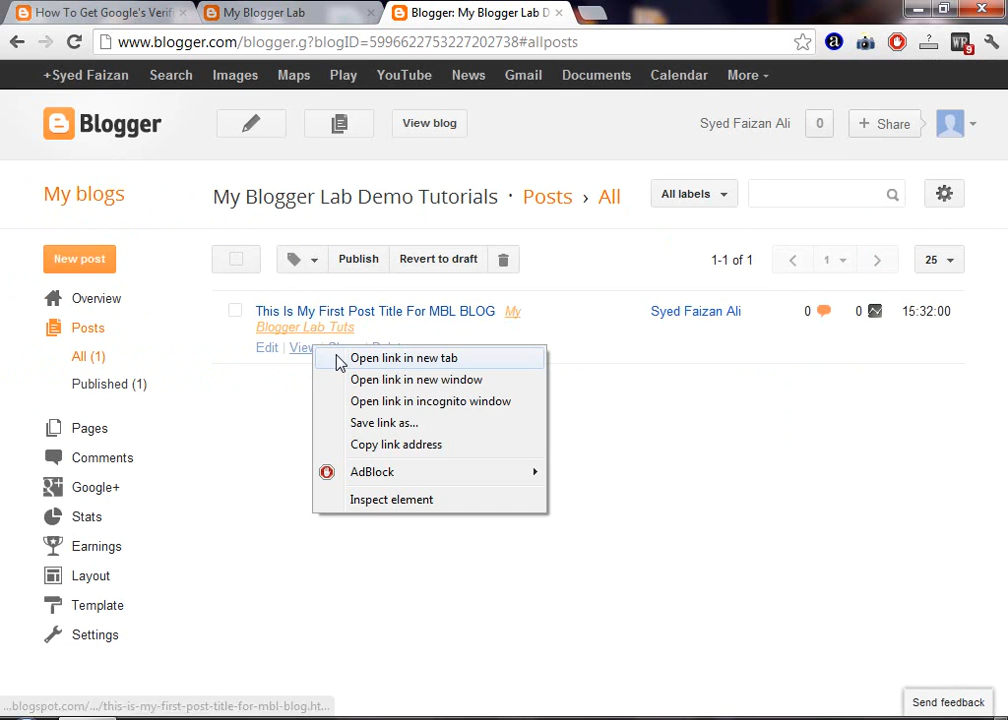 How To Get Google's Verifi
My Blogger Lab
Blogger: My Blogger Lab D
www.blogger.com/blogger.g?blogID=5996622753227202738#allposts
a
WR
9
+Syed Faizan Search Images Maps Play YouTube News Gmail Documents Calendar More
Blogger
View blog
Syed Faizan Ali
0
+ Share
My blogs
My Blogger Lab Demo Tutorials · Posts › All
All labels
New post
Publish
Revert to draft
1-1 of 1
1
25
Overview
This Is My First Post Title For MBL BLOG My
Blogger Lab Tuts
Syed Faizan Ali
0
0
15:32:00
Posts
Edit View
All (1)
Published (1)
Open link in new tab
Open link in new window
Open link in incognito window
Save link as...
Copy link address
AdBlock
Inspect element
Pages
Comments
Google+
Stats
Earnings
Layout
Template
Settings
...blogspot.com/.../this-is-my-first-post-title-for-mbl-blog.ht...
Send feedback